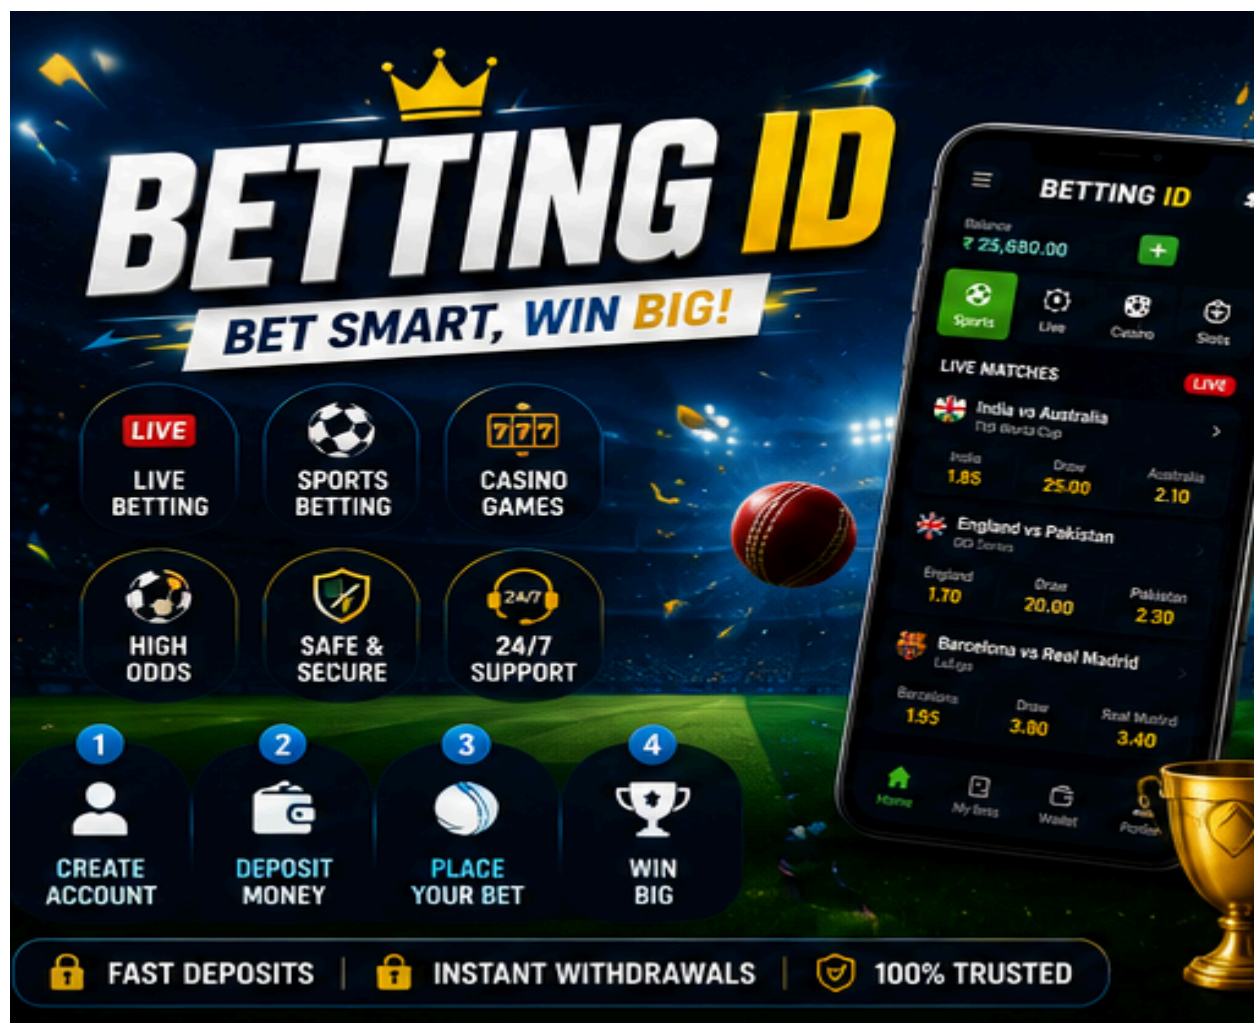 BETTING ID
BET SMART, WIN BIG!
LIVE
LIVE
BETTING
SPORTS
BETTING
777
CASINO
GAMES
HIGH
ODDS
SAFE &
SECURE
24/7
24/7
SUPPORT
1
CREATE
ACCOUNT
2
DEPOSIT
MONEY
3
PLACE
YOUR BET
4
WIN
BIG
FAST DEPOSITS
INSTANT WITHDRAWALS
100% TRUSTED
BETTING ID
Balance
₹ 25,680.00
+
Sports
Live
Casino
Slots
LIVE MATCHES
LIVE
India vs Australia
India
Draw
Australia
1.85
25.00
2.10
England vs Pakistan
England
Draw
Pakistan
1.70
20.00
2.30
Barcelona vs Real Madrid
Barcelona
Draw
Real Madrid
1.95
3.80
3.40
Home
Wallet